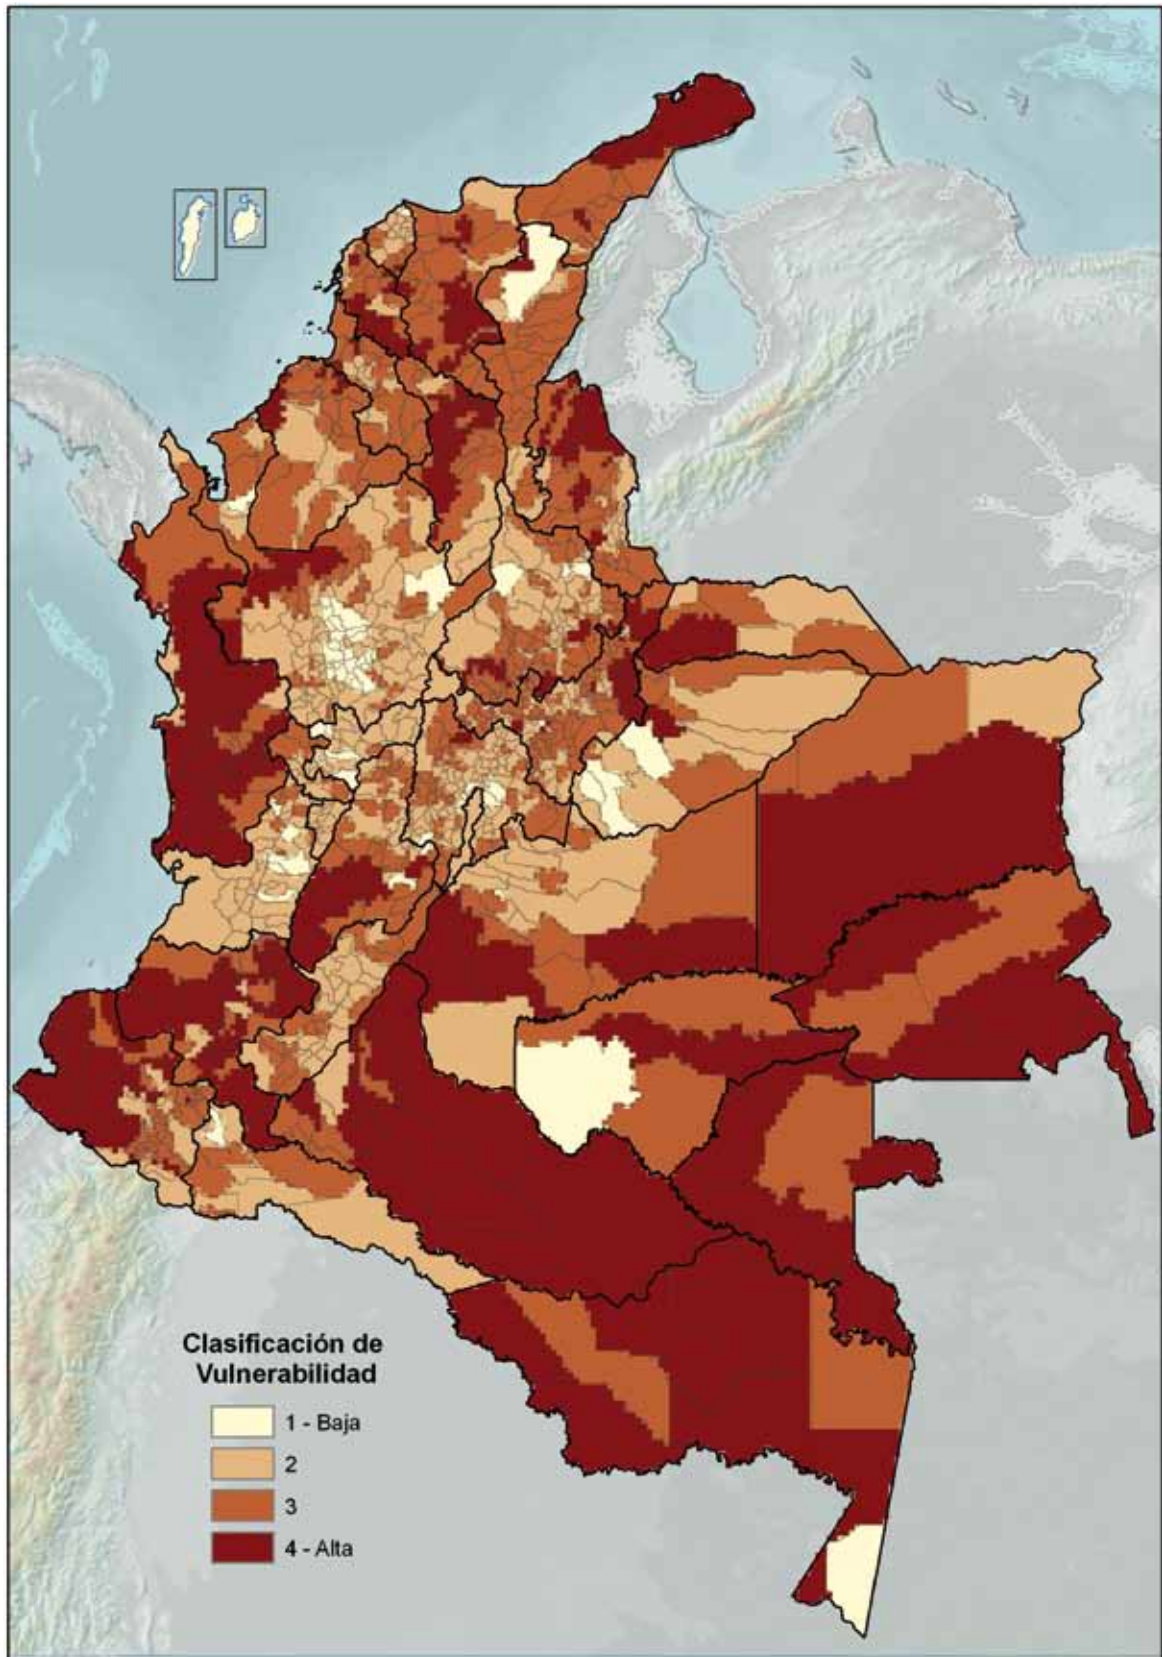 Clasificación de
Vulnerabilidad
1 - Baja
2
3
4 - Alta